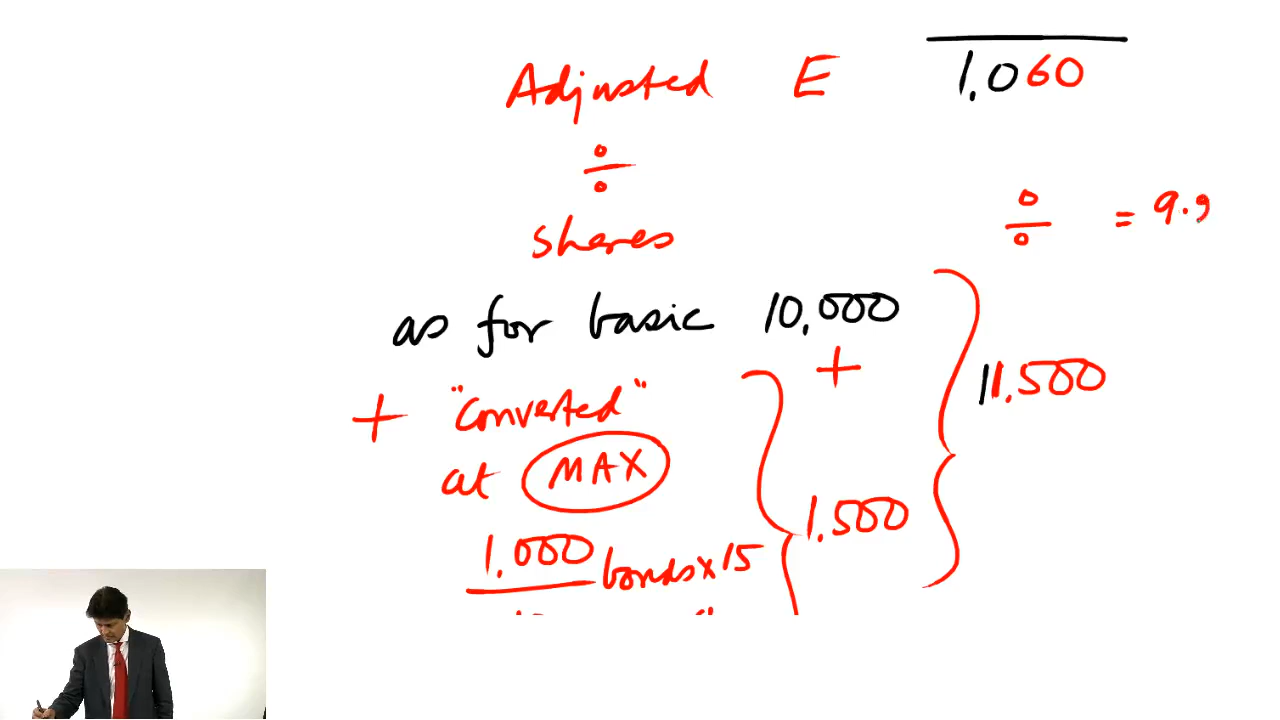 1.060
Adjusted E
÷
shares
÷ = 9.9
as for basic 10,000
+
11.500
+ "converted"
at MAX
1.500
1.000 bonds x 15